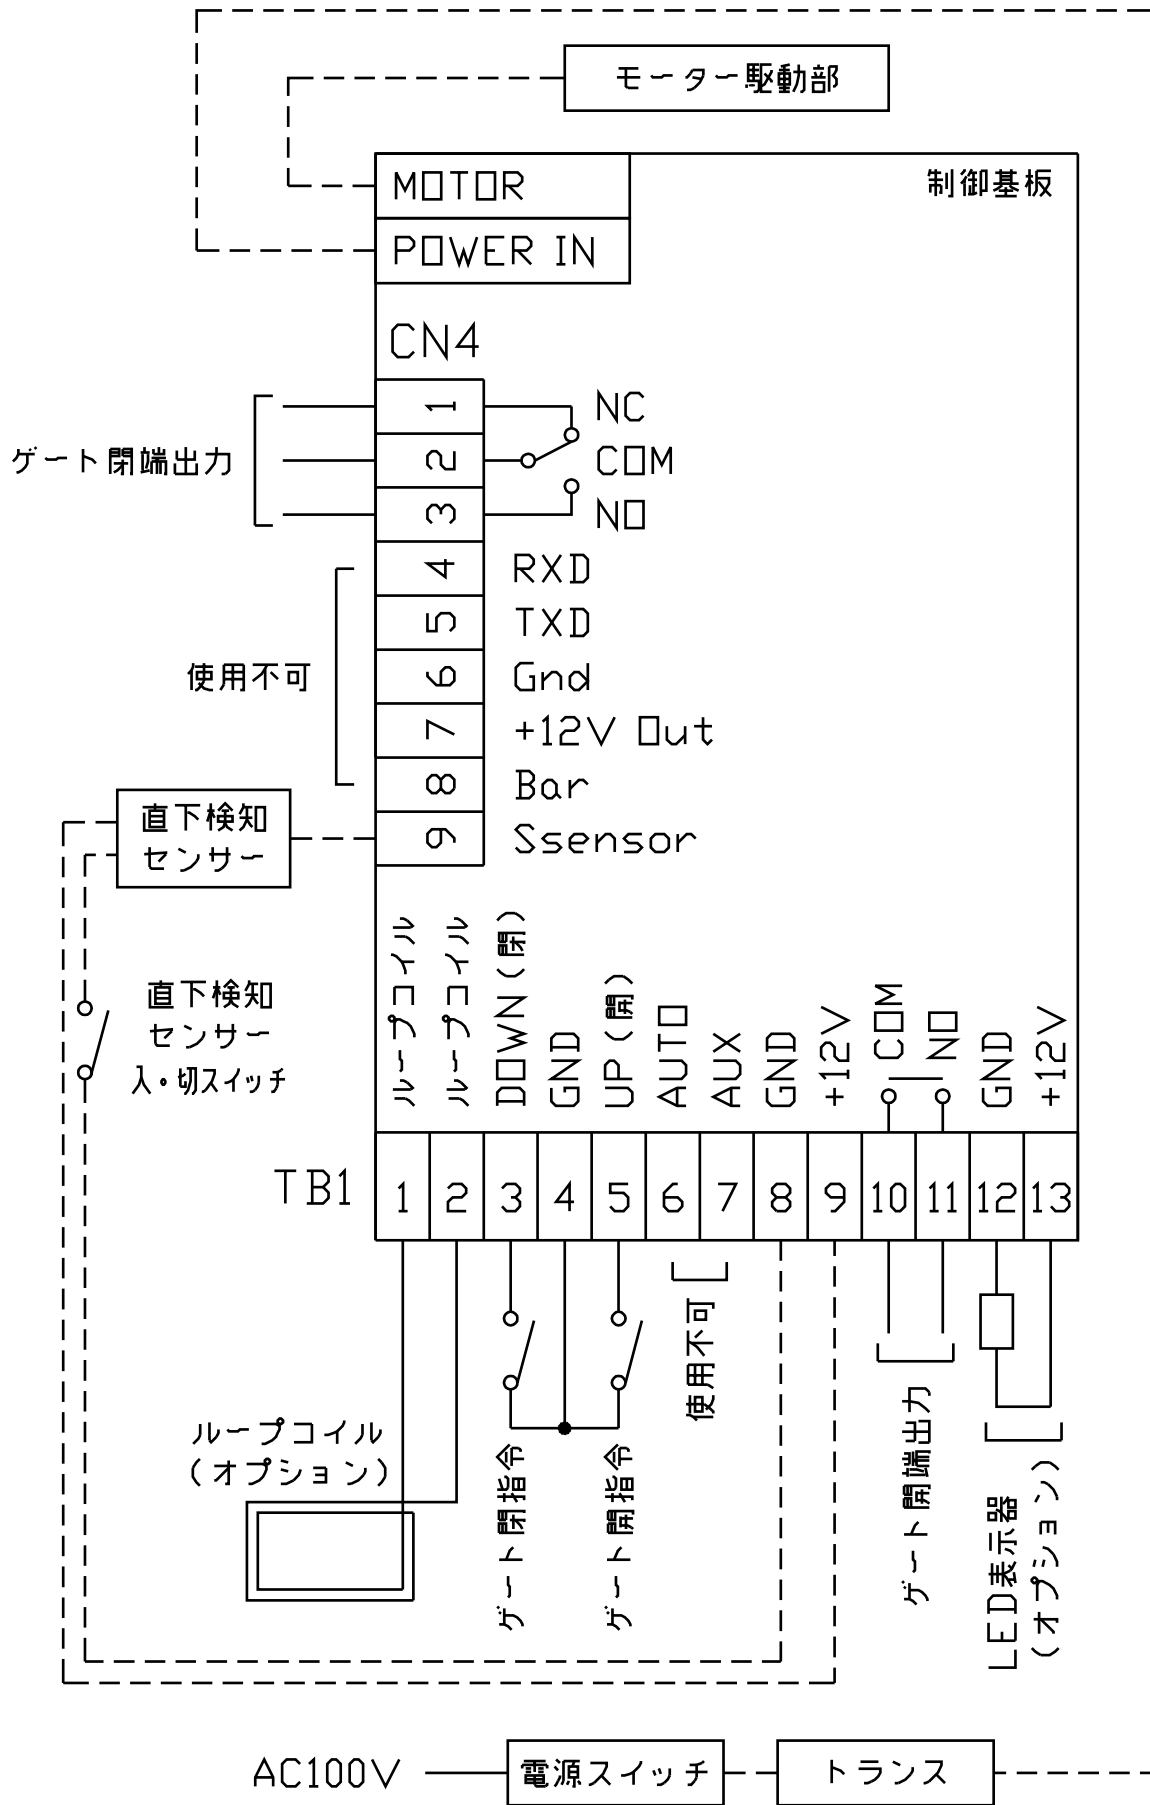 モーター駆動部
制御基板
MOTOR
POWER IN
CN4
1
NC
ゲート閉端出力
2
COM
3
NO
4
RXD
5
TXD
使用不可
6
Gnd
7
+12V Out
8
Bar
9
Ssensor
直下検知
センサー
直下検知
センサー
入・切スイッチ
ループコイル
ループコイル
DOWN(閉)
GND
UP(開)
AUTO
AUX
GND
+12V
COM
NO
GND
+12V
TB1
1 2 3 4 5 6 7 8 9 10 11 12 13
使用不可
ループコイル
(オプション)
ゲート閉指令
ゲート開指令
ゲート開端出力
LED表示器
(オプション)
AC100V
電源スイッチ
トランス